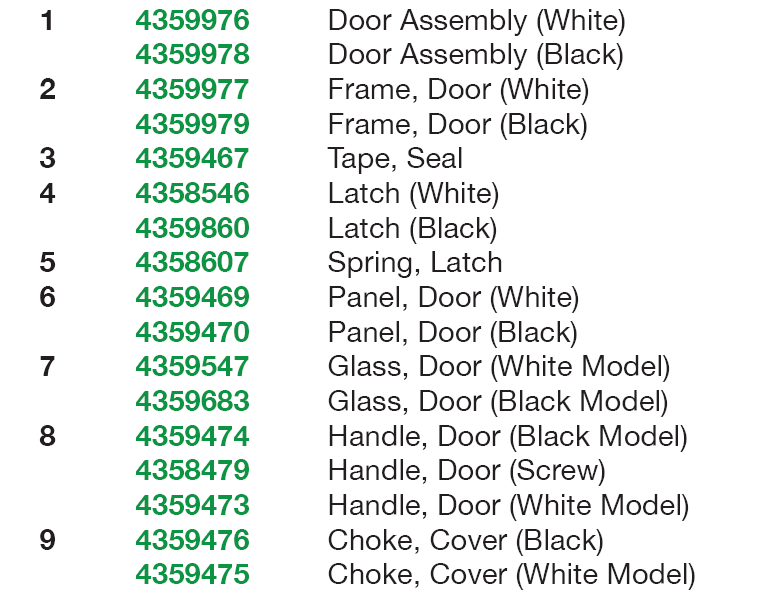 1 4359976 Door Assembly (White)
4359978 Door Assembly (Black)
2 4359977 Frame, Door (White)
4359979 Frame, Door (Black)
3 4359467 Tape, Seal
4 4358546 Latch (White)
4359860 Latch (Black)
5 4358607 Spring, Latch
6 4359469 Panel, Door (White)
4359470 Panel, Door (Black)
7 4359547 Glass, Door (White Model)
4359683 Glass, Door (Black Model)
8 4359474 Handle, Door (Black Model)
4358479 Handle, Door (Screw)
4359473 Handle, Door (White Model)
9 4359476 Choke, Cover (Black)
4359475 Choke, Cover (White Model)